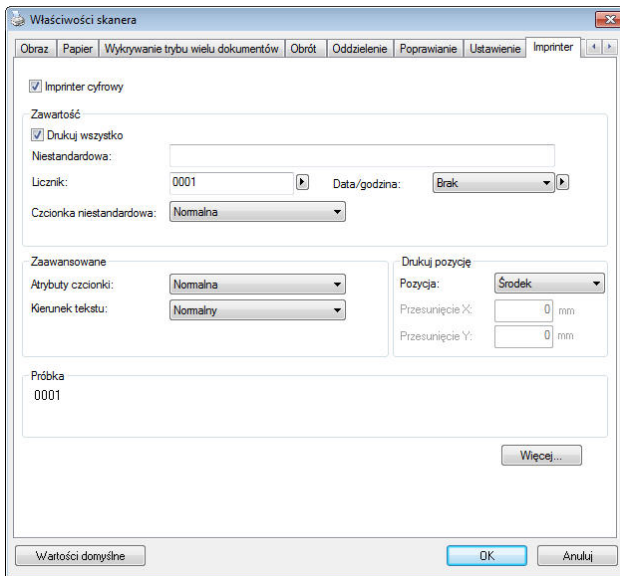 Właściwości skanera
Obraz Papier Wykrywanie trybu wielu dokumentów Obrót Oddzielenie Poprawianie Ustawienie Imprinter
Imprinter cyfrowy
Zawartość
Drukuj wszystko
Niestandardowa:
Licznik: 0001 Data/godzina: Brak
Czcionka niestandardowa: Normalna
Zaawansowane Drukuj pozycję
Atrybuty czcionki: Normalna Pozycja: Środek
Kierunek tekstu: Normalny Przesunięcie X: 0 mm
Przesunięcie Y: 0 mm
Próbka
0001
Więcej...
Wartości domyślne OK Anuluj